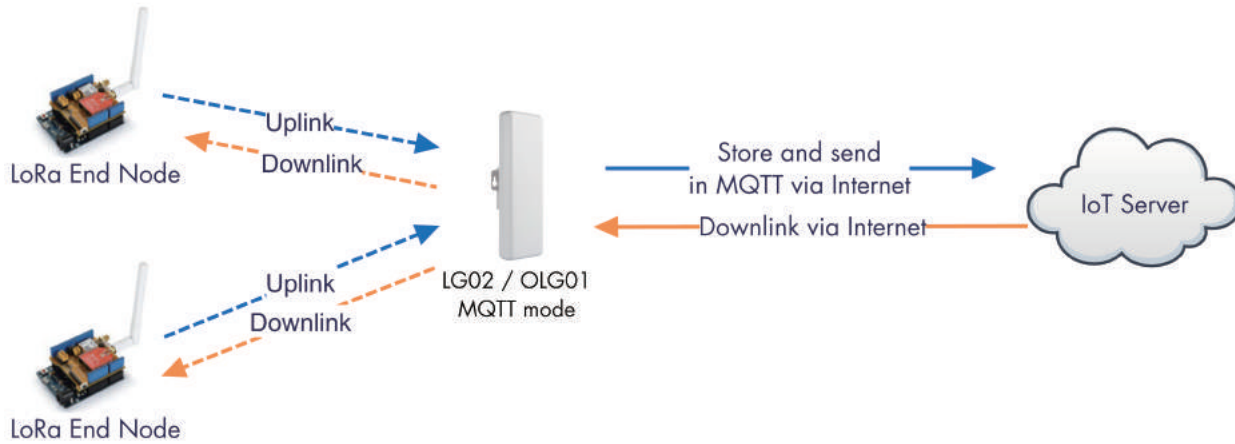 Uplink
Downlink
LoRa End Node
Store and send
in MQTT via Internet
Downlink via Internet
IoT Server
LG02 / OLG01
MQTT mode
Uplink
Downlink
LoRa End Node